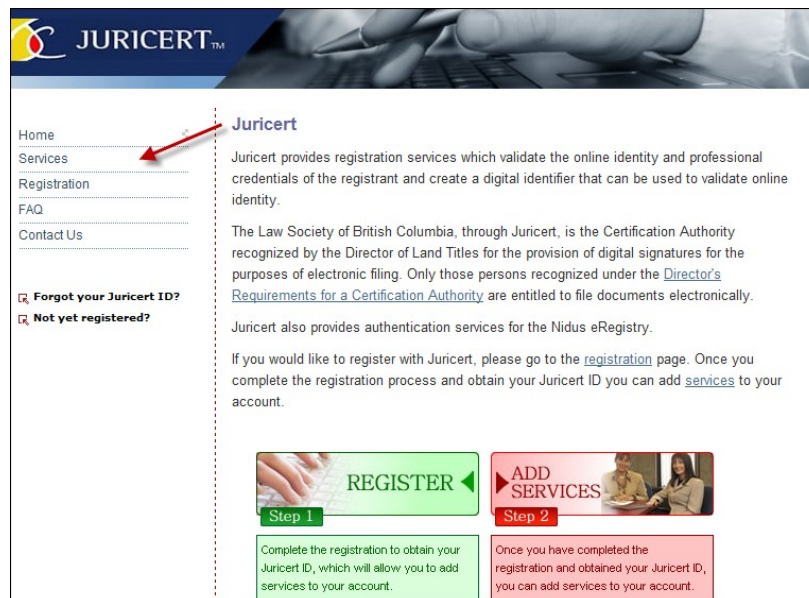 JURICERT™
Home
Services
Registration
FAQ
Contact Us
Forgot your Juricert ID?
Not yet registered?
Juricert
Juricert provides registration services which validate the online identity and professional
credentials of the registrant and create a digital identifier that can be used to validate online
identity.
The Law Society of British Columbia, through Juricert, is the Certification Authority
recognized by the Director of Land Titles for the provision of digital signatures for the
purposes of electronic filing. Only those persons recognized under the Director's
Requirements for a Certification Authority are entitled to file documents electronically.
Juricert also provides authentication services for the Nidus eRegistry.
If you would like to register with Juricert, please go to the registration page. Once you
complete the registration process and obtain your Juricert ID you can add services to your
account.
REGISTER
Step 1
Complete the registration to obtain your
Juricert ID, which will allow you to add
services to your account.
ADD
SERVICES
Step 2
Once you have completed the
registration and obtained your Juricert ID,
you can add services to your account.